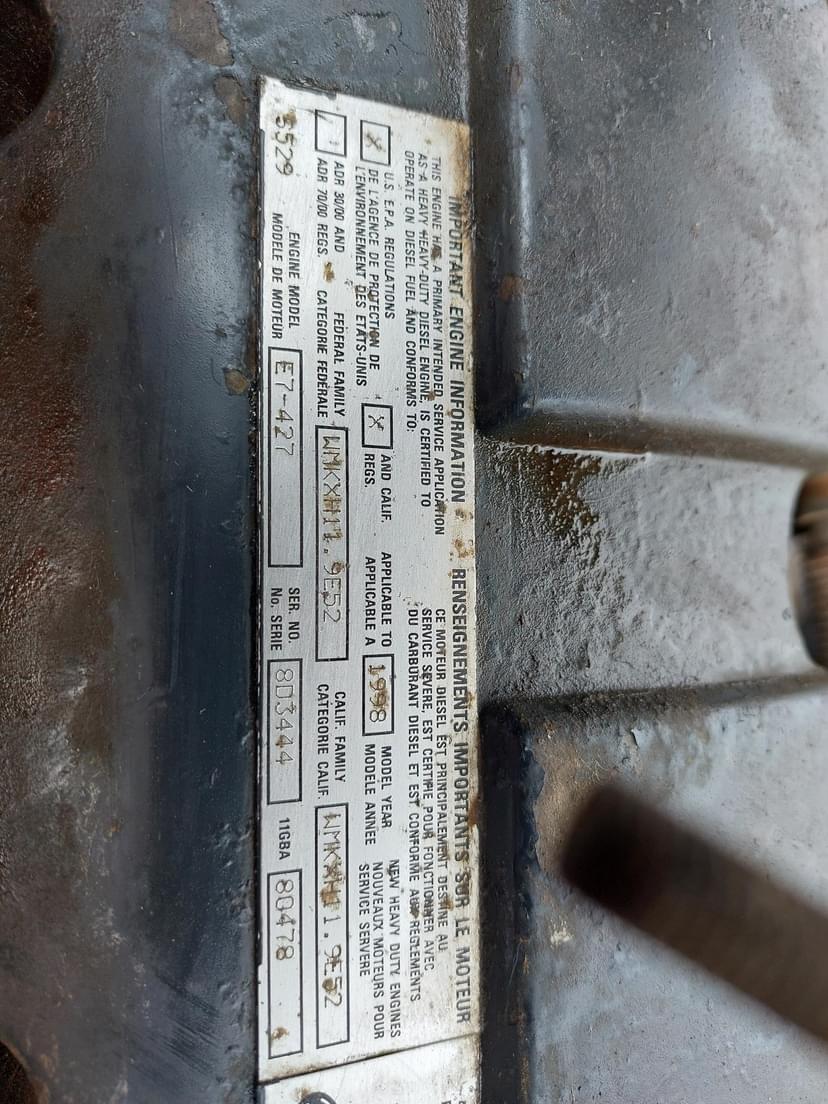 IMPORTANT ENGINE INFORMATION
THIS ENGINE HAS A PRIMARY INTENDED SERVICE APPLICATION
AS A HEAVY HEAVY-DUTY DIESEL ENGINE, IS CERTIFIED TO
OPERATE ON DIESEL FUEL AND CONFORMS TO:
RENSEIGNEMENTS IMPORTANTS SUR LE MOTEUR
CE MOTEUR DIESEL EST PRINCIPALEMENT DESTINE AU
SERVICE SEVERE, EST CERTIFIE POUR FONCTIONNER AVEC
DU CARBURANT DIESEL ET EST CONFORME AUX REGLEMENTS
X U.S. E.P.A. REGULATIONS
DE L'AGENCE DE PROTECTION DE
L'ENVIRONNEMENT DES ETATS-UNIS
X AND CALIF.
REGS.
APPLICABLE TO
APPLICABLE A
1998
MODEL YEAR
MODELE ANNEE
NEW HEAVY DUTY ENGINES
NOUVEAUX MOTEURS POUR
SERVICE SERVERE
ADR 30/00 AND
ADR 70/00 REGS.
FEDERAL FAMILY
CATEGORIE FEDERALE
WMKXH11.9E52
CALIF. FAMILY
CATEGORIE CALIF.
WMKXH11.9E52
5529
ENGINE MODEL
MODELE DE MOTEUR
E7-427
SER. NO.
No. SERIE
8D3444
11GBA
80478